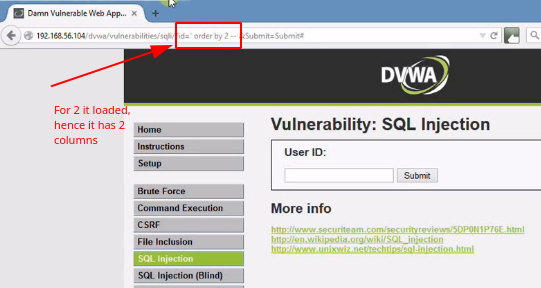 Damn Vulnerable Web App...
192.168.56.104/dvwa/vulnerabilities/sqli/?id=' order by 2 -- /&Submit=Submit#
DVWA
For 2 it loaded,
hence it has 2
columns
Home
Instructions
Setup
Brute Force
Command Execution
CSRF
File Inclusion
SQL Injection
SQL Injection (Blind)
Vulnerability: SQL Injection
User ID:
Submit
More info
http://www.securiteam.com/securityreviews/5DP0N1P76E.html
http://en.wikipedia.org/wiki/SQL_injection
http://www.unixwiz.net/techtips/sql-injection.html